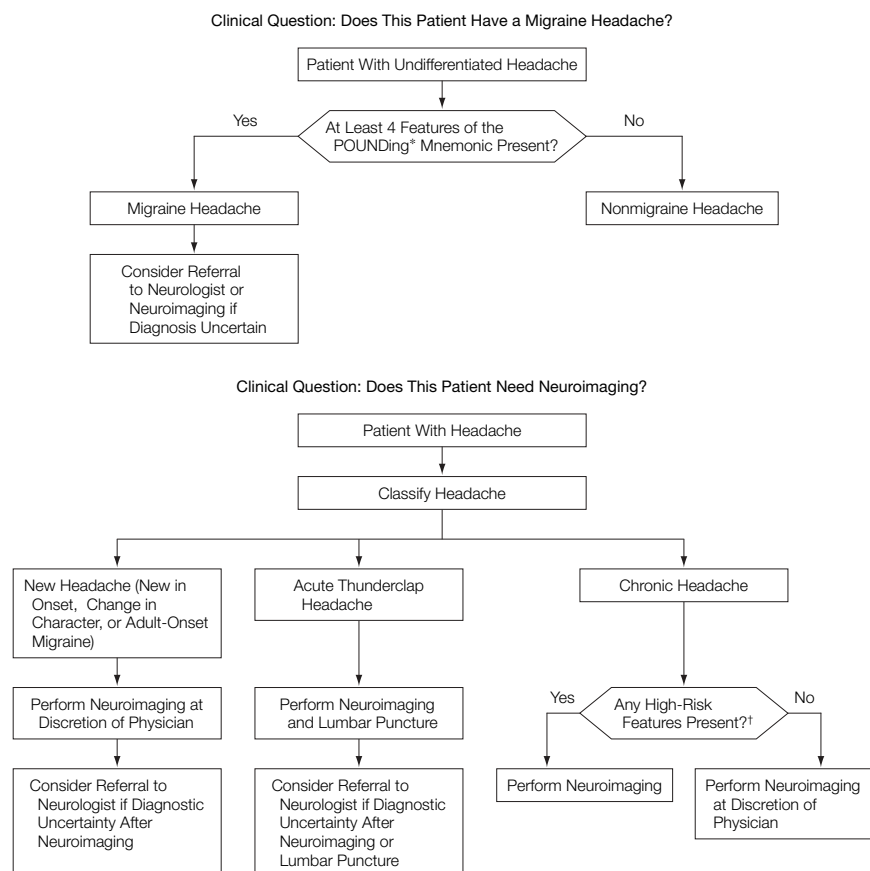 Clinical Question: Does This Patient Have a Migraine Headache?
Patient With Undifferentiated Headache
At Least 4 Features of the
POUNDing* Mnemonic Present?
Yes
No
Migraine Headache
Nonmigraine Headache
Consider Referral
to Neurologist or
Neuroimaging if
Diagnosis Uncertain
Clinical Question: Does This Patient Need Neuroimaging?
Patient With Headache
Classify Headache
New Headache (New in
Onset, Change in
Character, or Adult-Onset
Migraine)
Acute Thunderclap
Headache
Chronic Headache
Perform Neuroimaging at
Discretion of Physician
Perform Neuroimaging
and Lumbar Puncture
Yes
Any High-Risk
Features Present?†
No
Consider Referral to
Neurologist if Diagnostic
Uncertainty After
Neuroimaging
Consider Referral to
Neurologist if Diagnostic
Uncertainty After
Neuroimaging or
Lumbar Puncture
Perform Neuroimaging
Perform Neuroimaging
at Discretion of
Physician